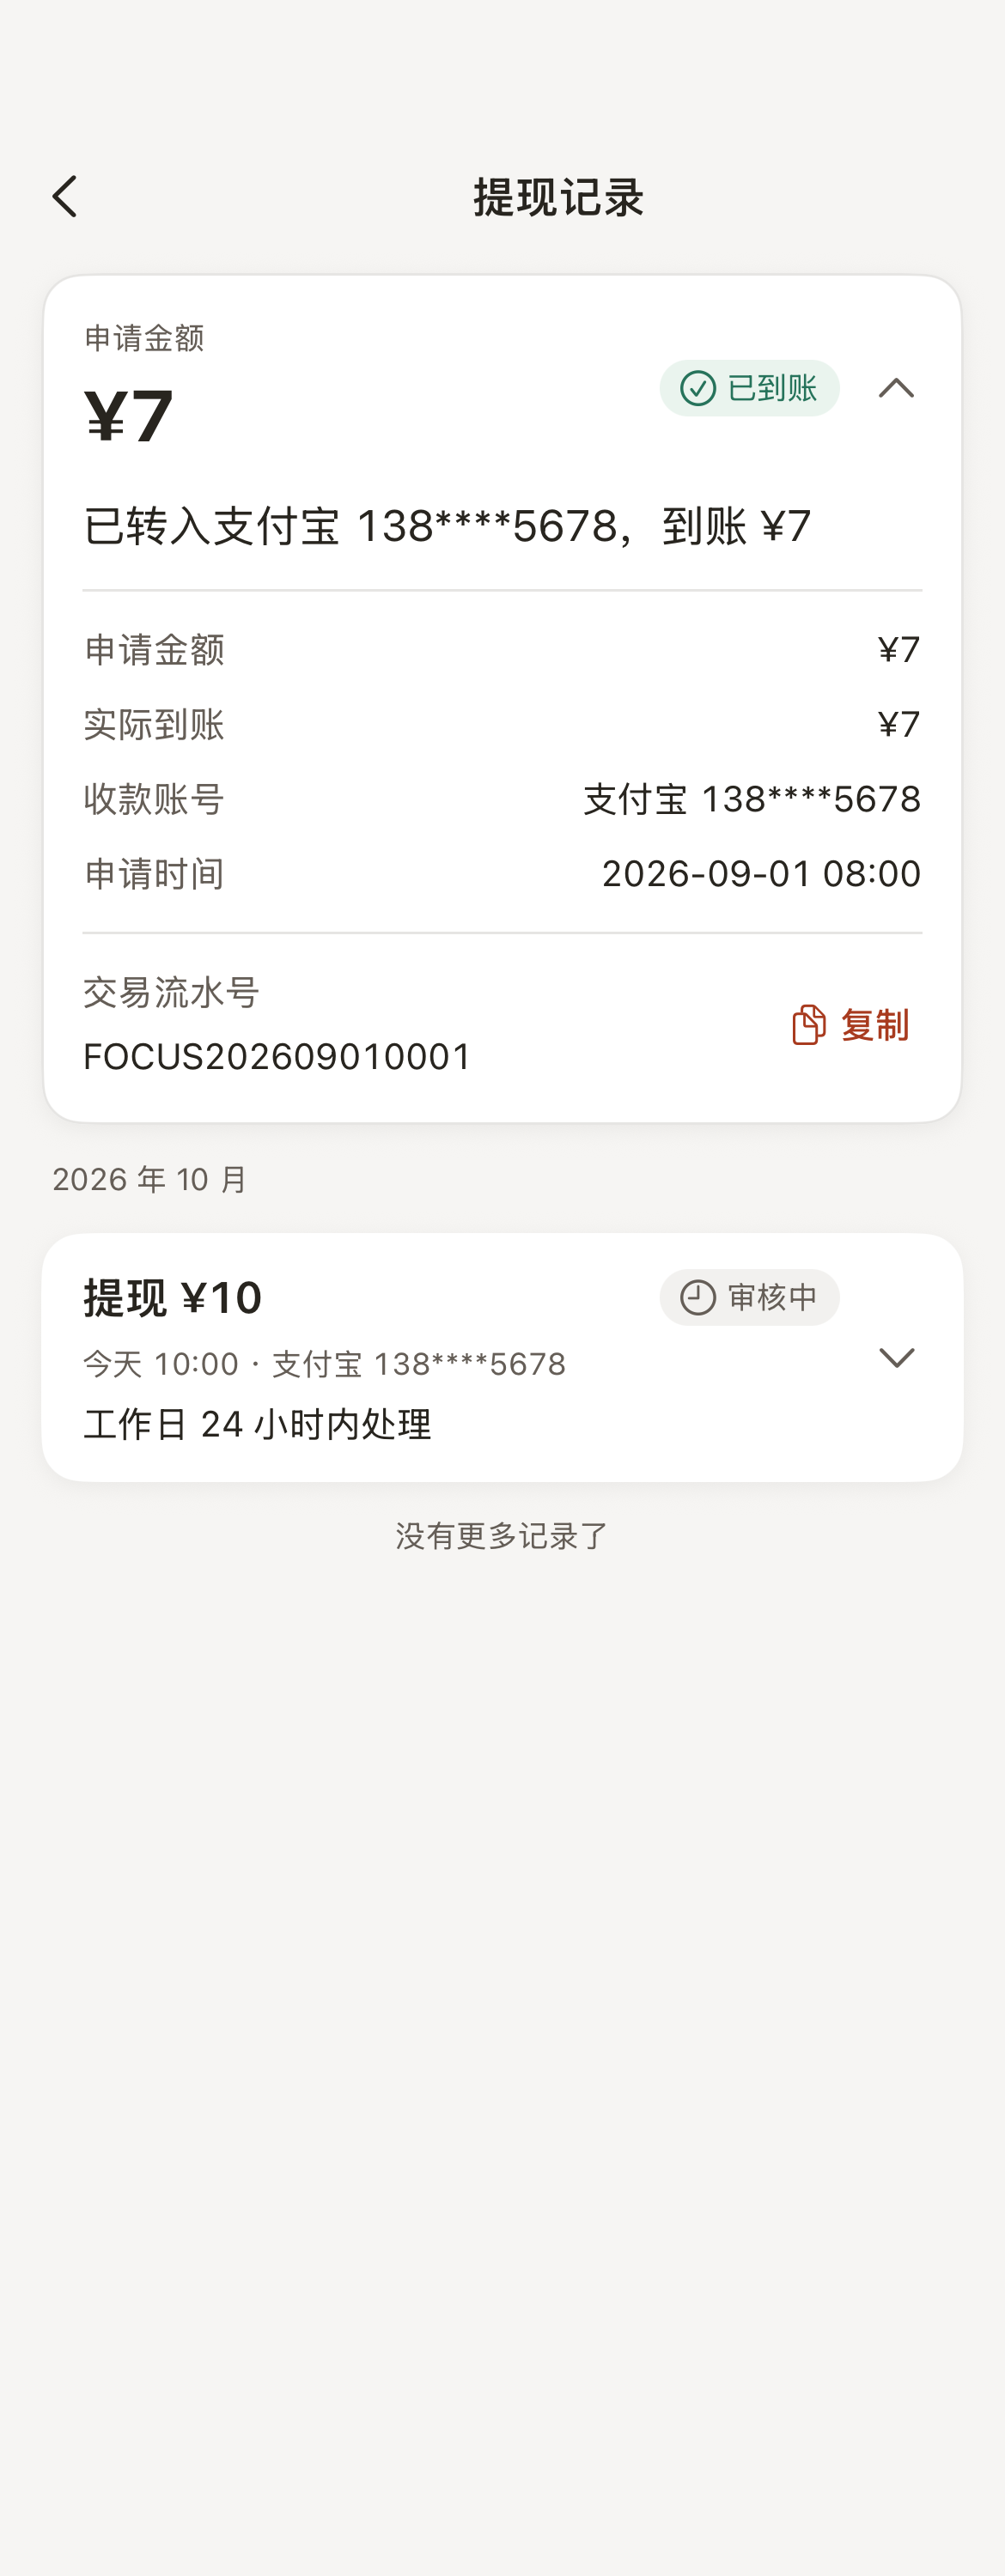 提现记录
申请金额
¥7
已到账
已转入支付宝 138****5678，到账 ¥7
申请金额 ¥7
实际到账 ¥7
收款账号 支付宝 138****5678
申请时间 2026-09-01 08:00
交易流水号
FOCUS202609010001
复制
2026 年 10 月
提现 ¥10
审核中
今天 10:00 · 支付宝 138****5678
工作日 24 小时内处理
没有更多记录了